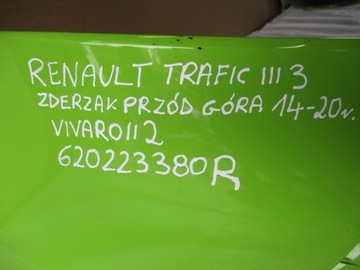 RENAULT TRAFIC III 3
ZDERZAK PRZÓD GÓRA 14-20r.
VIVARO II 2
620223380R